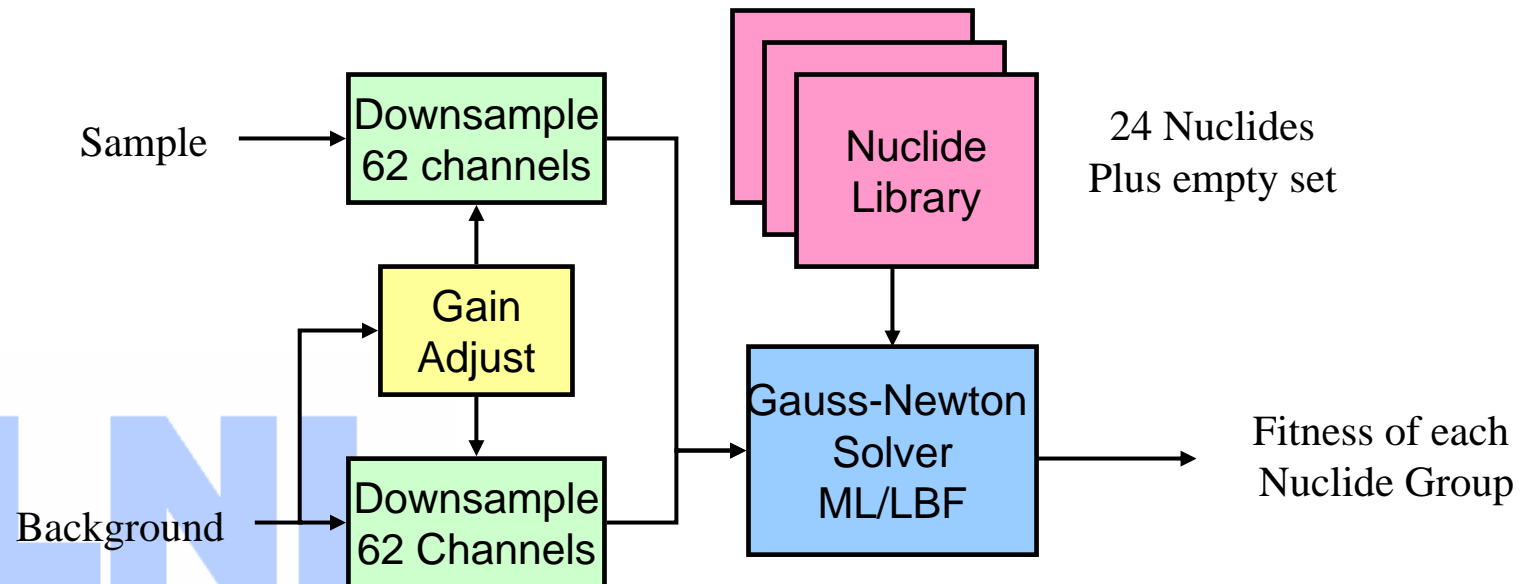 Sample
Downsample
62 channels
Nuclide
Library
24 Nuclides
Plus empty set
Gain
Adjust
Gauss-Newton
Solver
ML/LBF
Fitness of each
Nuclide Group
Background
Downsample
62 Channels